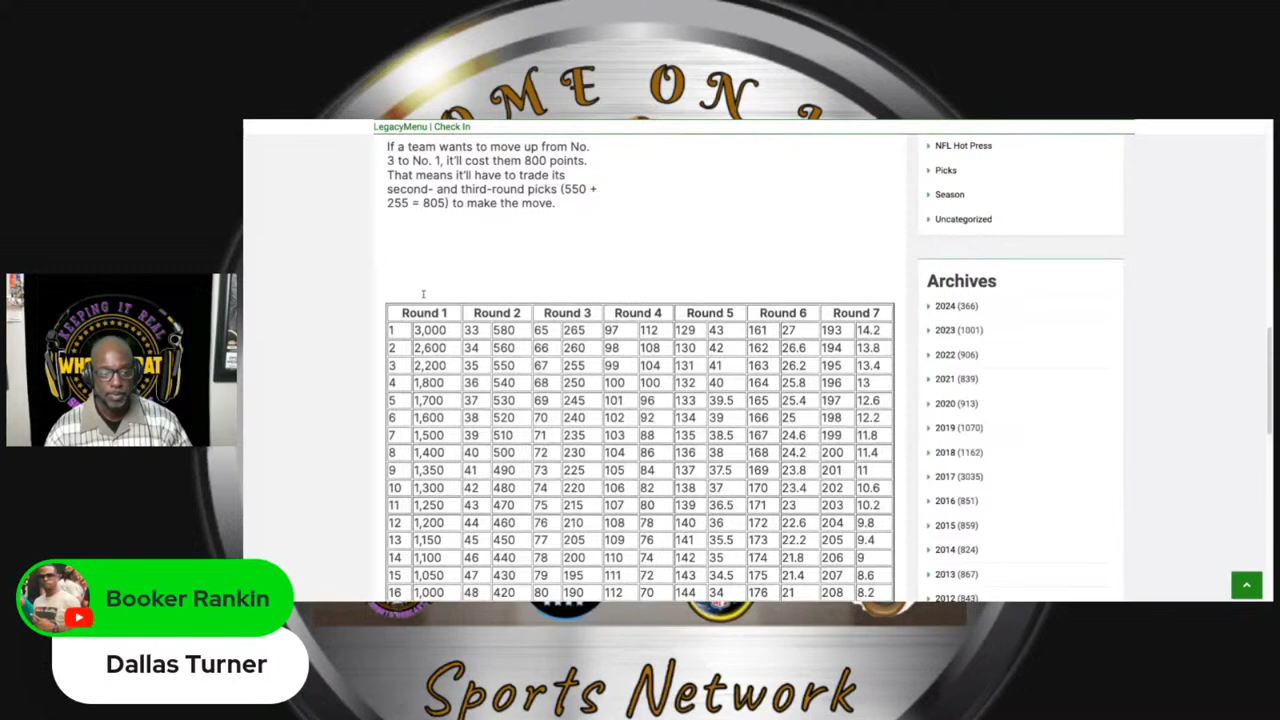 OME ON
LegacyMenu | Check In
If a team wants to move up from No.
3 to No. 1, it'll cost them 800 points.
That means it'll have to trade its
second- and third-round picks (550 +
255 = 805) to make the move.
NFL Hot Press
Picks
Season
Uncategorized
Archives
2024 (366)
2023 (1001)
2022 (906)
2021 (839)
2020 (913)
2019 (1070)
2018 (1162)
2017 (3035)
2016 (851)
2015 (859)
2014 (824)
2013 (867)
2012 (843)
Round 1 Round 2 Round 3 Round 4 Round 5 Round 6 Round 7
1 3,000 33 580 65 265 97 112 129 43 161 27 193 14.2
2 2,600 34 560 66 260 98 108 130 42 162 26.6 194 13.8
3 2,200 35 550 67 255 99 104 131 41 163 26.2 195 13.4
4 1,800 36 540 68 250 100 100 132 40 164 25.8 196 13
5 1,700 37 530 69 245 101 96 133 39.5 165 25.4 197 12.6
6 1,600 38 520 70 240 102 92 134 39 166 25 198 12.2
7 1,500 39 510 71 235 103 88 135 38.5 167 24.6 199 11.8
8 1,400 40 500 72 230 104 86 136 38 168 24.2 200 11.4
9 1,350 41 490 73 225 105 84 137 37.5 169 23.8 201 11
10 1,300 42 480 74 220 106 82 138 37 170 23.4 202 10.6
11 1,250 43 470 75 215 107 80 139 36.5 171 23 203 10.2
12 1,200 44 460 76 210 108 78 140 36 172 22.6 204 9.8
13 1,150 45 450 77 205 109 76 141 35.5 173 22.2 205 9.4
14 1,100 46 440 78 200 110 74 142 35 174 21.8 206 9
15 1,050 47 430 79 195 111 72 143 34.5 175 21.4 207 8.6
16 1,000 48 420 80 190 112 70 144 34 176 21 208 8.2
KEEPING IT REAL
Booker Rankin
Dallas Turner
Sports Network